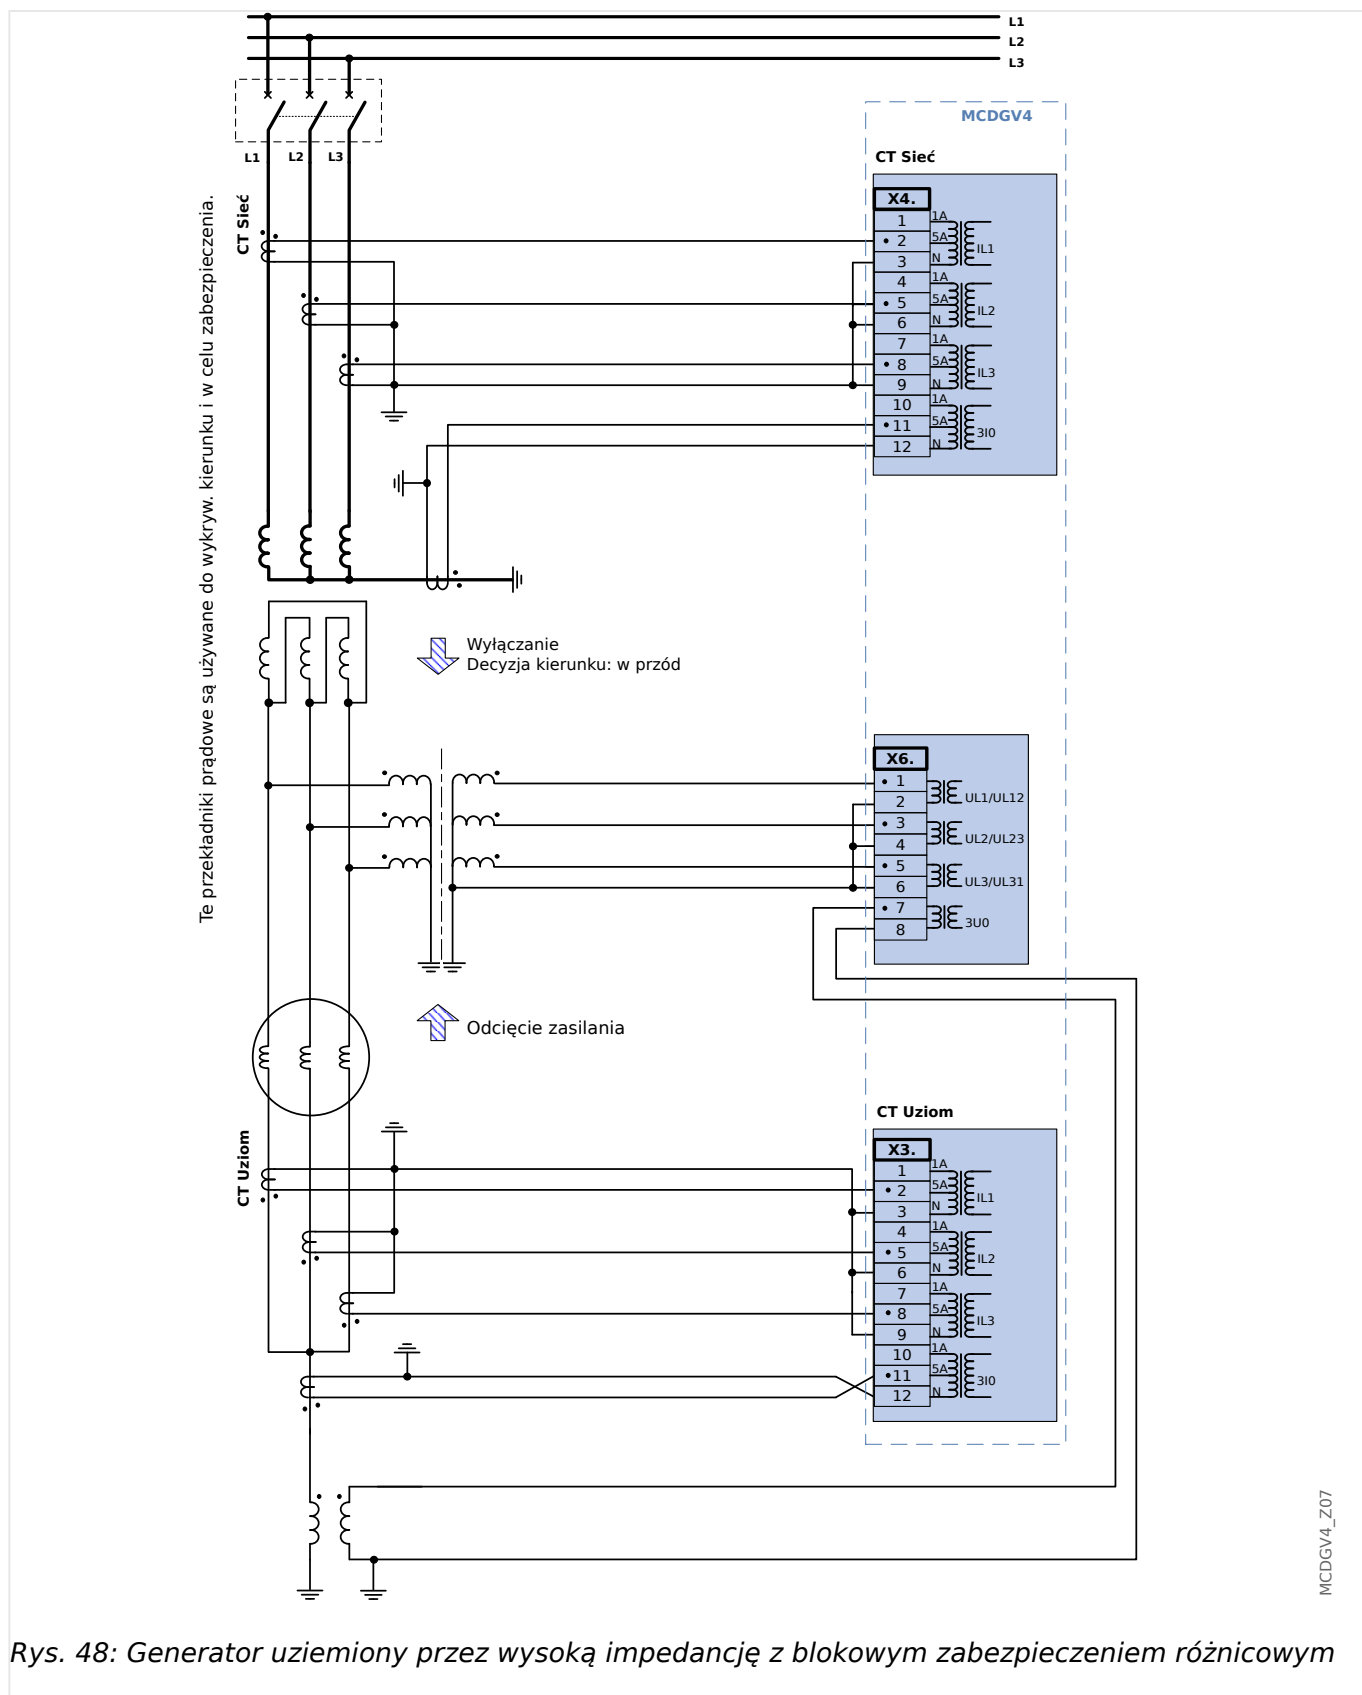 L1
L2
L3
MCDGV4
L1 L2 L3
CT Sieć
Te przekładniki prądowe są używane do wykryw. kierunku i w celu zabezpieczenia.
CT Sieć
X4.
1 1A
2 5A IL1
3 N
4 1A
5 5A IL2
6 N
7 1A
8 5A IL3
9 N
10 1A
11 5A 3I0
12 N
Wyłączanie
Decyzja kierunku: w przód
X6.
1
2 UL1/UL12
3
4 UL2/UL23
5
6 UL3/UL31
7
8 3U0
Odcięcie zasilania
CT Uziom
CT Uziom
X3.
1 1A
2 5A IL1
3 N
4 1A
5 5A IL2
6 N
7 1A
8 5A IL3
9 N
10 1A
11 5A 3I0
12 N
MCDGV4_Z07
Rys. 48: Generator uziemiony przez wysoką impedancję z blokowym zabezpieczeniem różnicowym